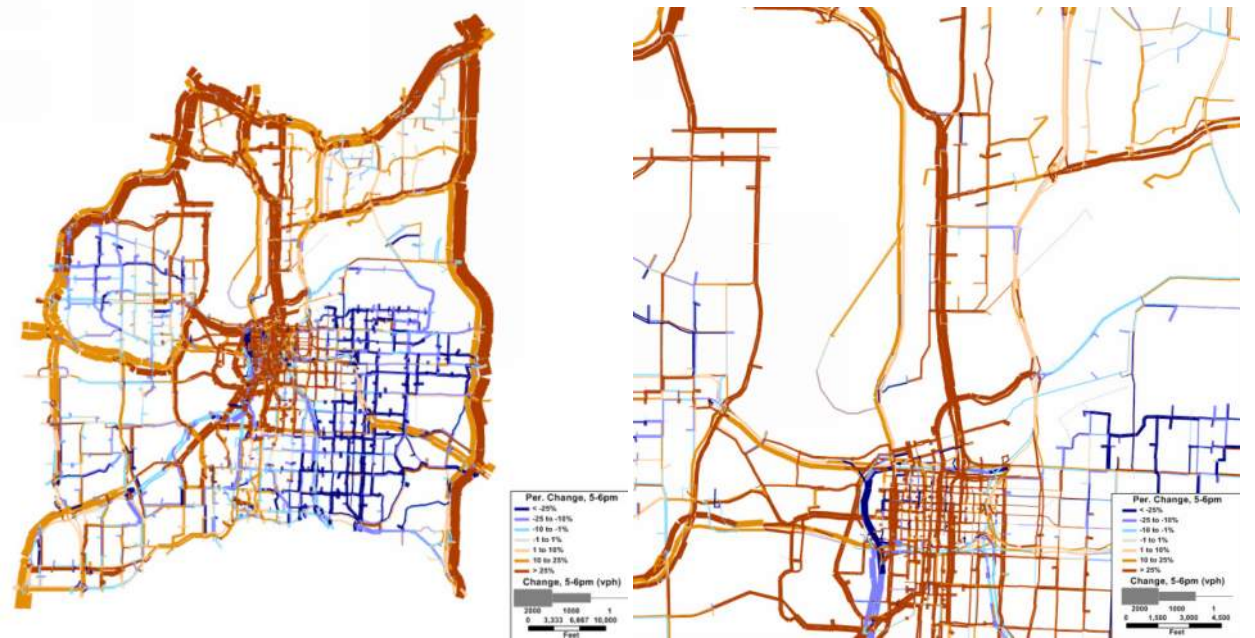 Per. Change, 5-6pm
< -25%
-25 to -10%
-10 to -1%
-1 to 1%
1 to 10%
10 to 25%
> 25%
Change, 5-6pm (vph)
2000 1000 1
0 3,333 6,667 10,000
Feet
Per. Change, 5-6pm
< -25%
-25 to -10%
-10 to -1%
-1 to 1%
1 to 10%
10 to 25%
> 25%
Change, 5-6pm (vph)
2000 1000 1
0 1,500 3,000 4,500
Feet